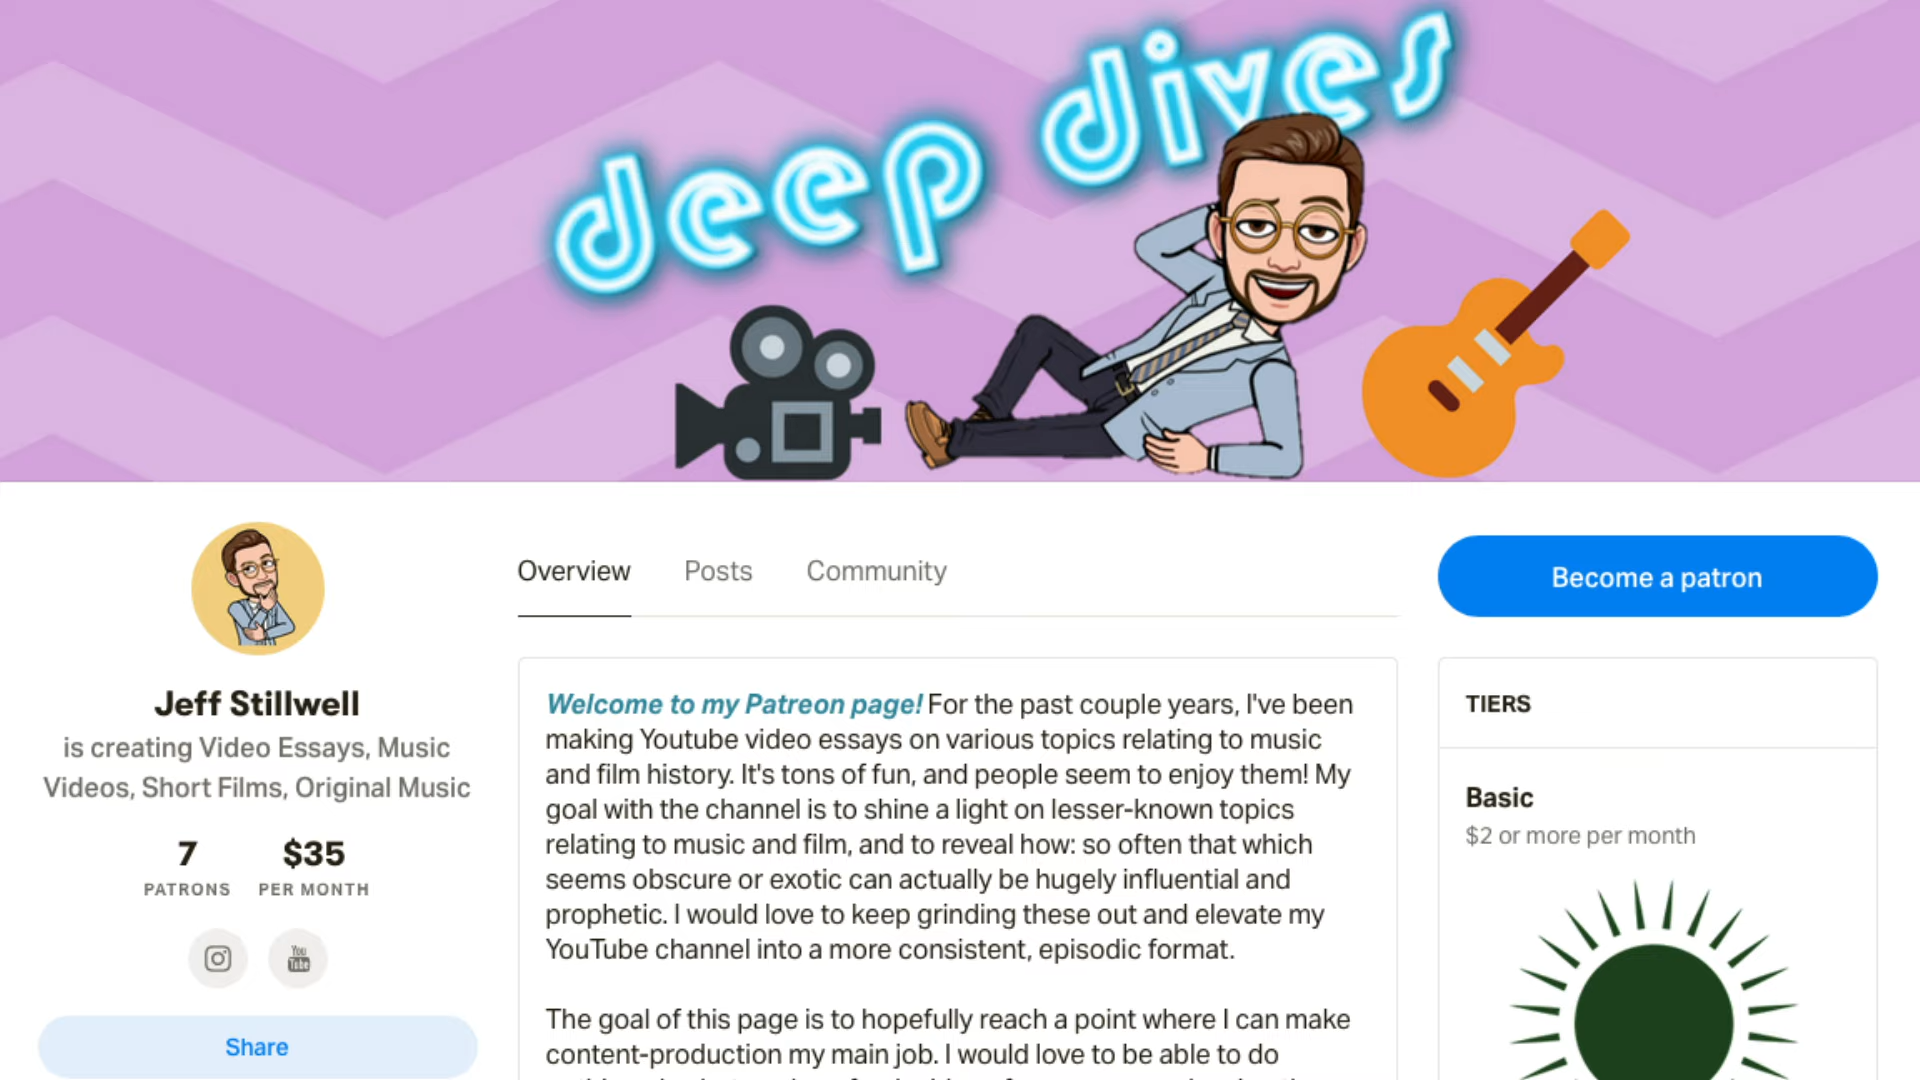 deep dives
Jeff Stillwell
is creating Video Essays, Music
Videos, Short Films, Original Music
7
PATRONS
$35
PER MONTH
You
Tube
Share
Overview
Posts
Community
Welcome to my Patreon page! For the past couple years, I've been
making Youtube video essays on various topics relating to music
and film history. It's tons of fun, and people seem to enjoy them! My
goal with the channel is to shine a light on lesser-known topics
relating to music and film, and to reveal how: so often that which
seems obscure or exotic can actually be hugely influential and
prophetic. I would love to keep grinding these out and elevate my
YouTube channel into a more consistent, episodic format.
The goal of this page is to hopefully reach a point where I can make
content-production my main job. I would love to be able to do
Become a patron
TIERS
Basic
$2 or more per month